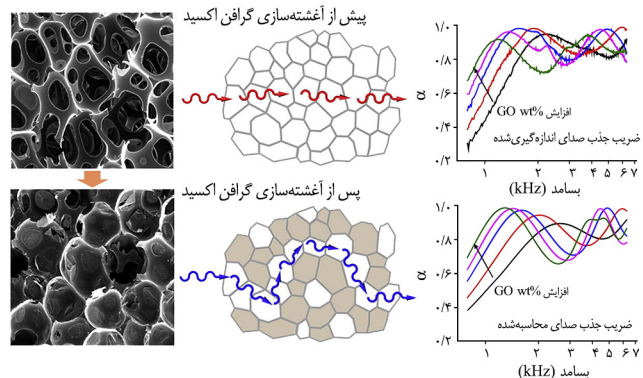 پیش از آغشته‌سازی گرافن اکسید
۱/۰
۰/۸
۰/۶
۰/۴
۰/۲
α
افزایش GO wt%
ضریب جذب صدای اندازه‌گیری‌شده
۱ ۲ ۳ ۴ ۵ ۶ ۷
بسامد (kHz)
پس از آغشته‌سازی گرافن اکسید
۱/۰
۰/۸
۰/۶
۰/۴
۰/۲
α
افزایش GO wt%
ضریب جذب صدای محاسبه‌شده
۱ ۲ ۳ ۴ ۵ ۶ ۷
بسامد (kHz)